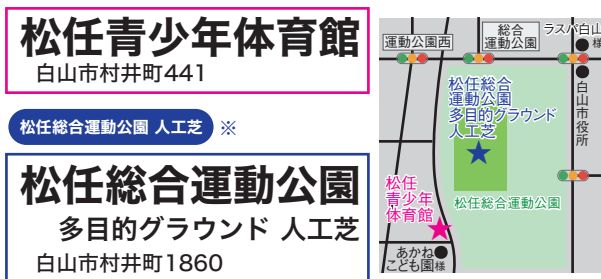 松任青少年体育館
白山市村井町441
松任総合運動公園 人工芝 ※
松任総合運動公園
多目的グラウンド 人工芝
白山市村井町1860
運動公園西
総合
運動公園
ラスパ白山
様
白山市役所
松任総合
運動公園
多目的グラウンド
人工芝
松任
青少年
体育館
松任総合運動公園
あかね
こども園様